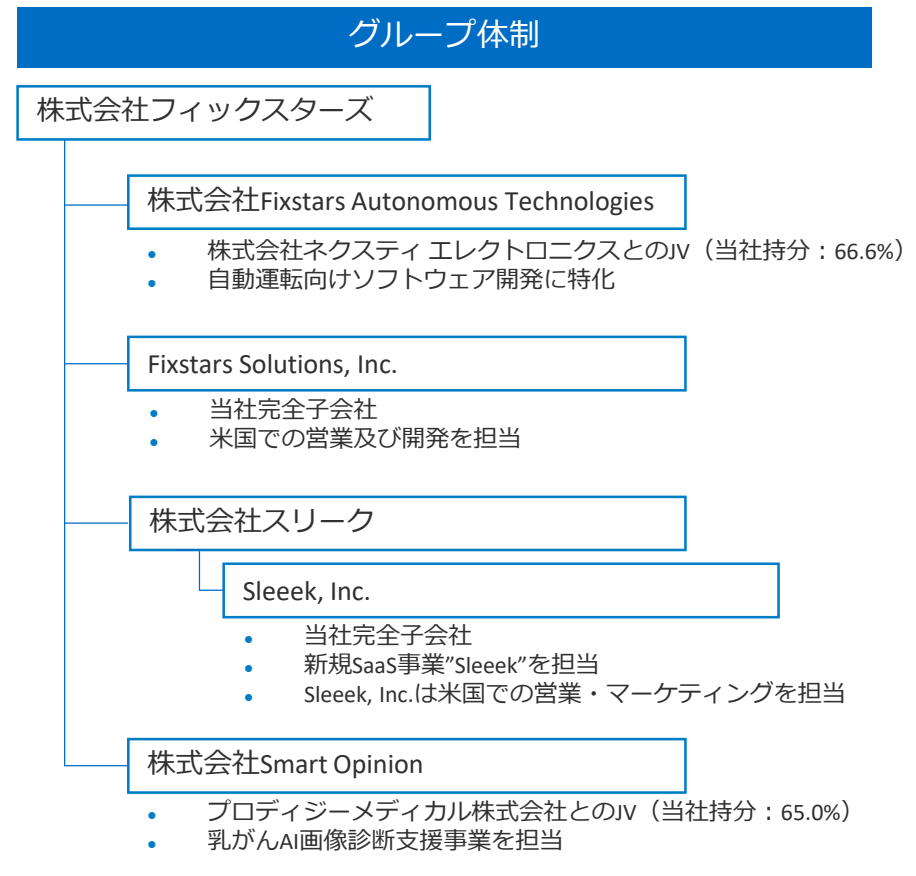 グループ体制
株式会社フィックスターズ
株式会社Fixstars Autonomous Technologies
• 株式会社ネクスティ エレクトロニクスとのJV（当社持分：66.6%）
• 自動運転向けソフトウェア開発に特化
Fixstars Solutions, Inc.
• 当社完全子会社
• 米国での営業及び開発を担当
株式会社スリーク
Sleeek, Inc.
• 当社完全子会社
• 新規SaaS事業”Sleeek”を担当
• Sleeek, Inc.は米国での営業・マーケティングを担当
株式会社Smart Opinion
• プロディジーメディカル株式会社とのJV（当社持分：65.0%）
• 乳がんAI画像診断支援事業を担当